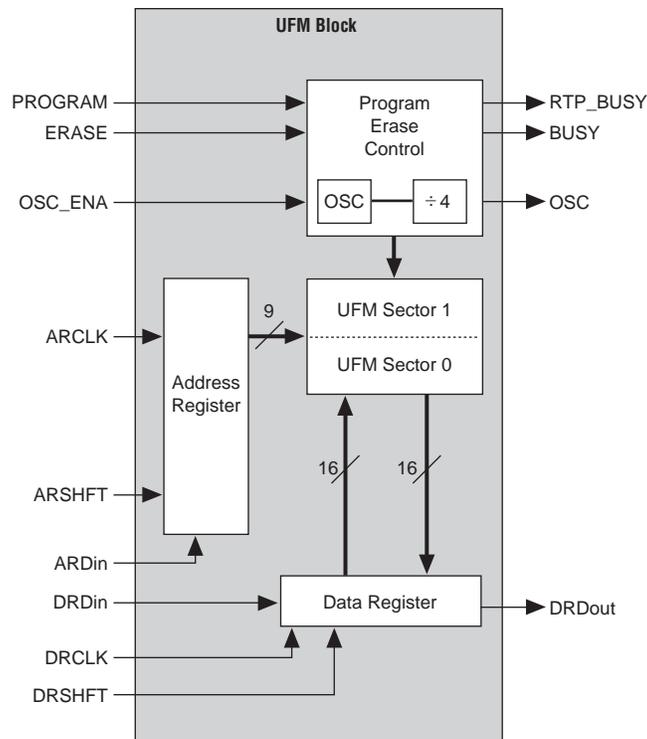 UFM Block
PROGRAM
ERASE
OSC_ENA
Program
Erase
Control
OSC
÷ 4
RTP_BUSY
BUSY
OSC
ARCLK
ARSHFT
ARDin
Address
Register
9
UFM Sector 1
UFM Sector 0
16
16
DRDin
DRCLK
DRSHFT
Data Register
DRDout